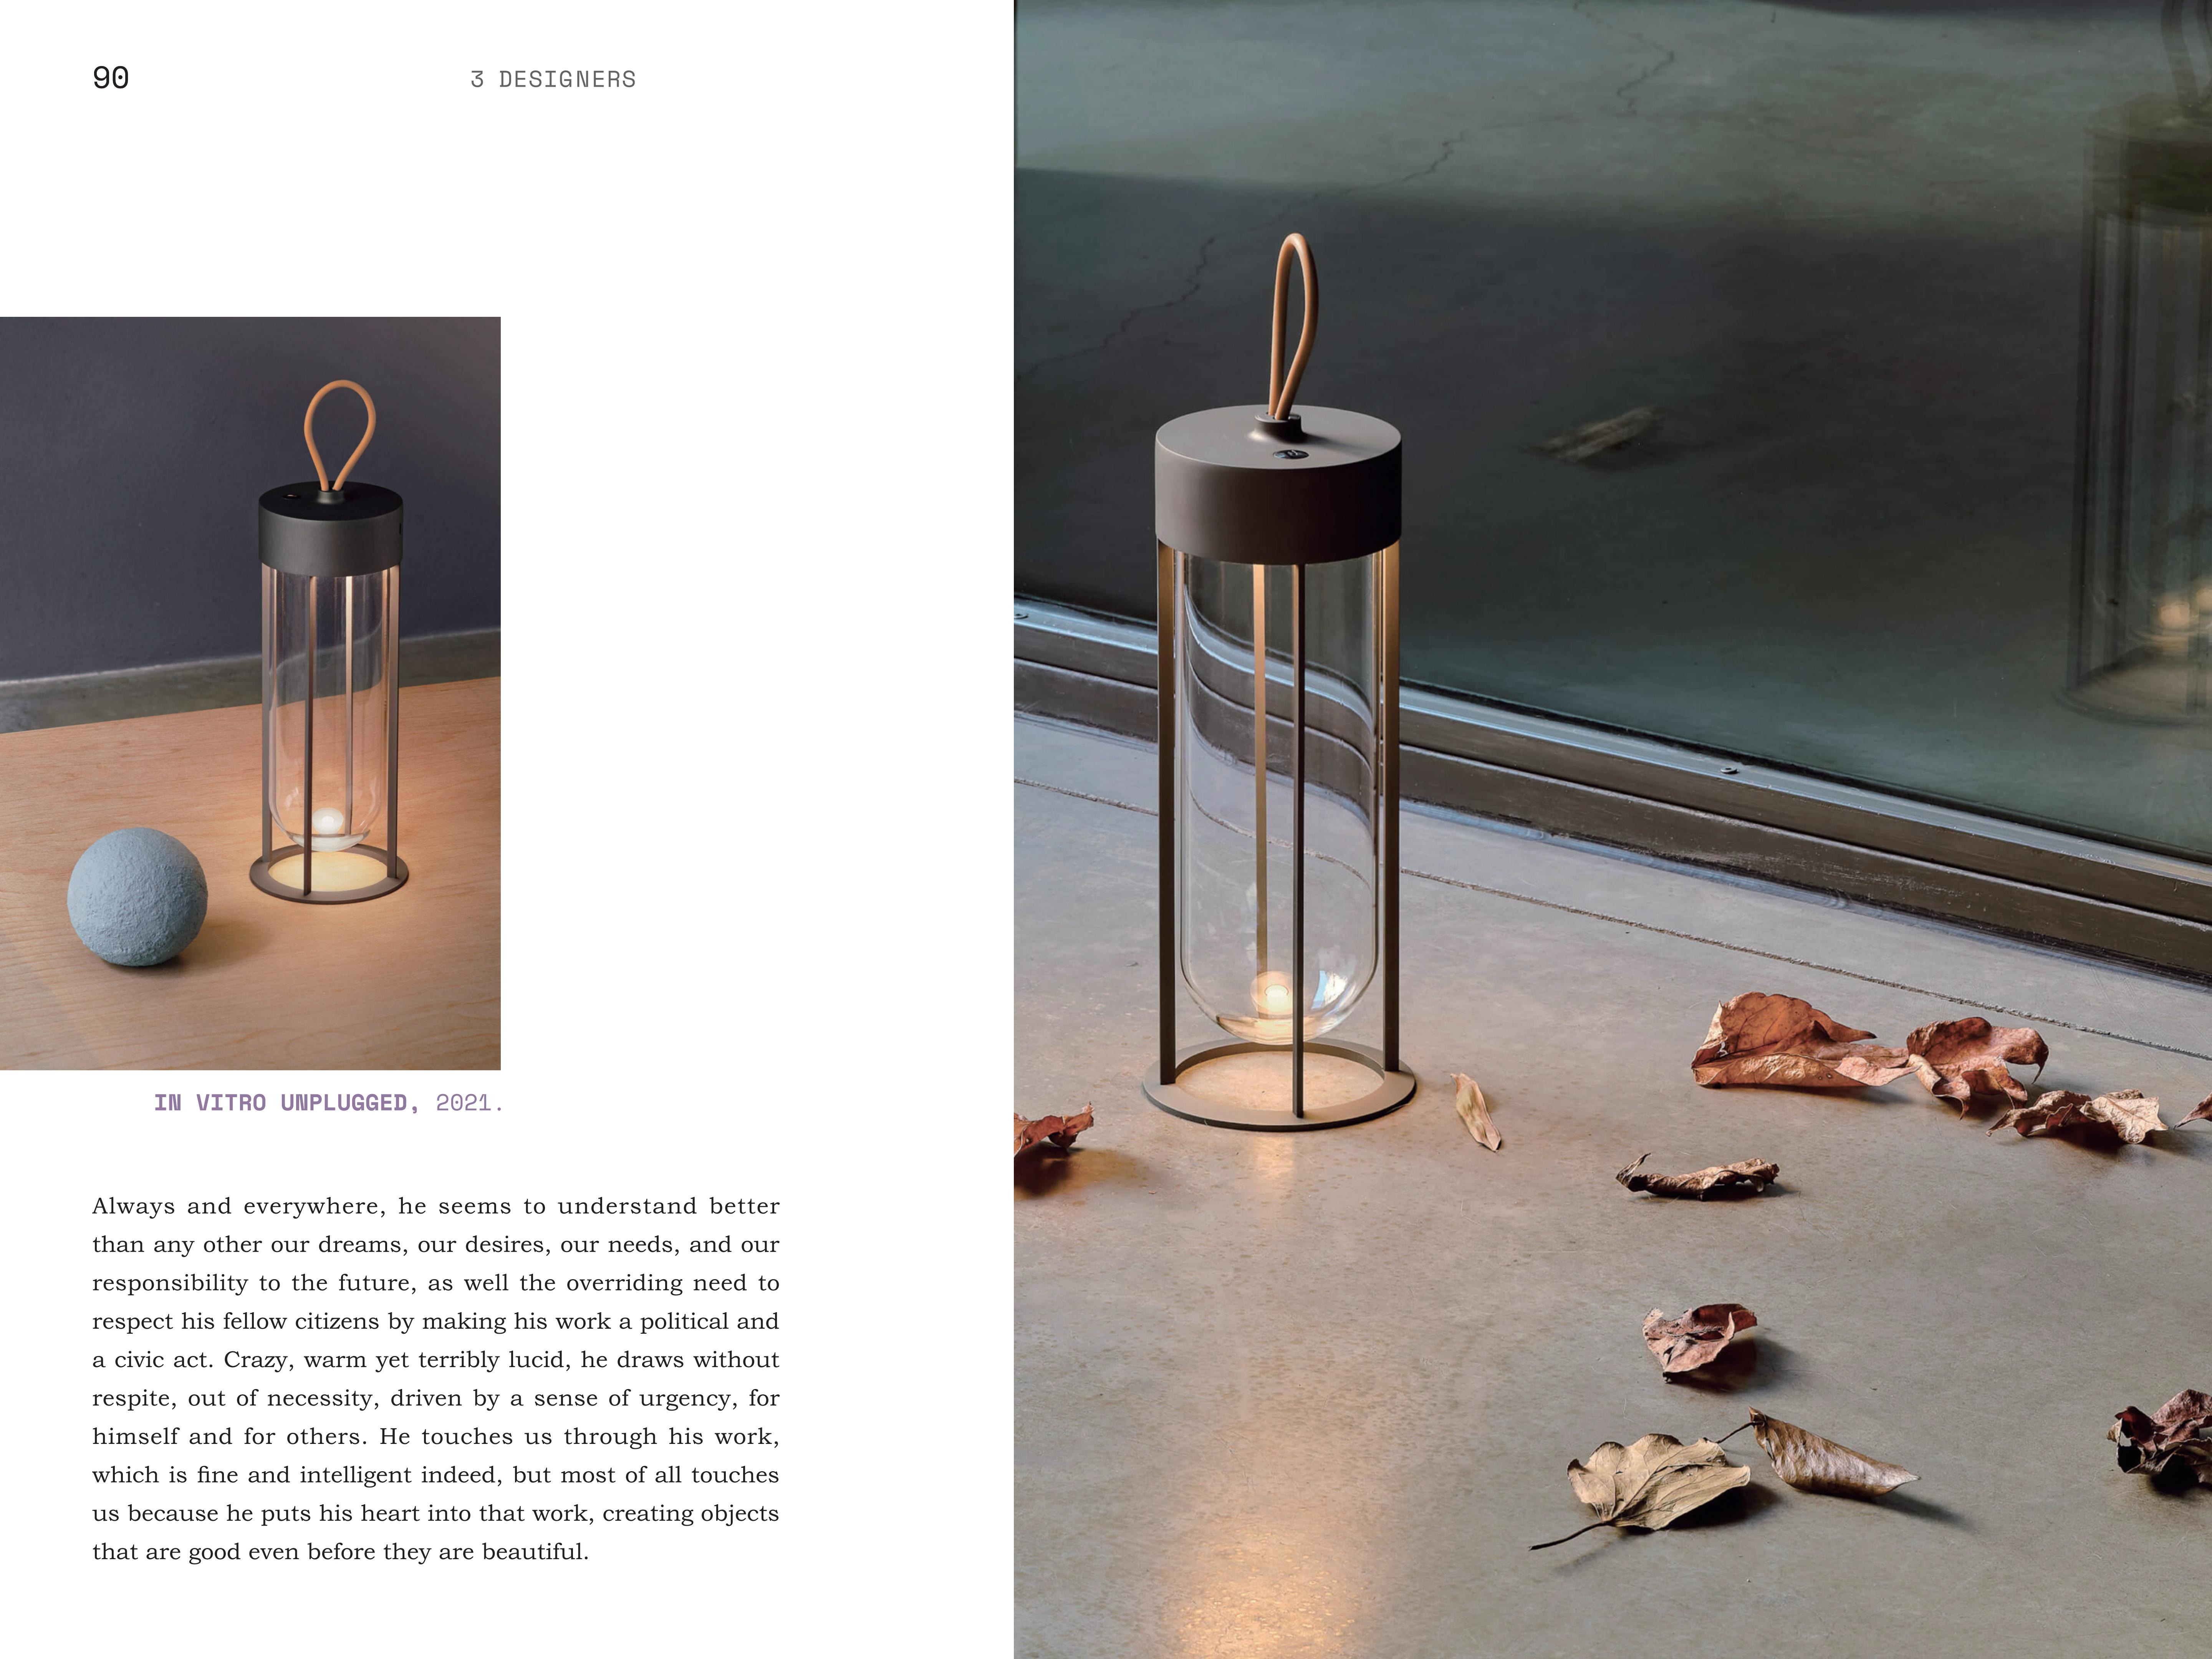 90
3 DESIGNERS
IN VITRO UNPLUGGED, 2021.
Always and everywhere, he seems to understand better
than any other our dreams, our desires, our needs, and our
responsibility to the future, as well the overriding need to
respect his fellow citizens by making his work a political and
a civic act. Crazy, warm yet terribly lucid, he draws without
respite, out of necessity, driven by a sense of urgency, for
himself and for others. He touches us through his work,
which is fine and intelligent indeed, but most of all touches
us because he puts his heart into that work, creating objects
that are good even before they are beautiful.